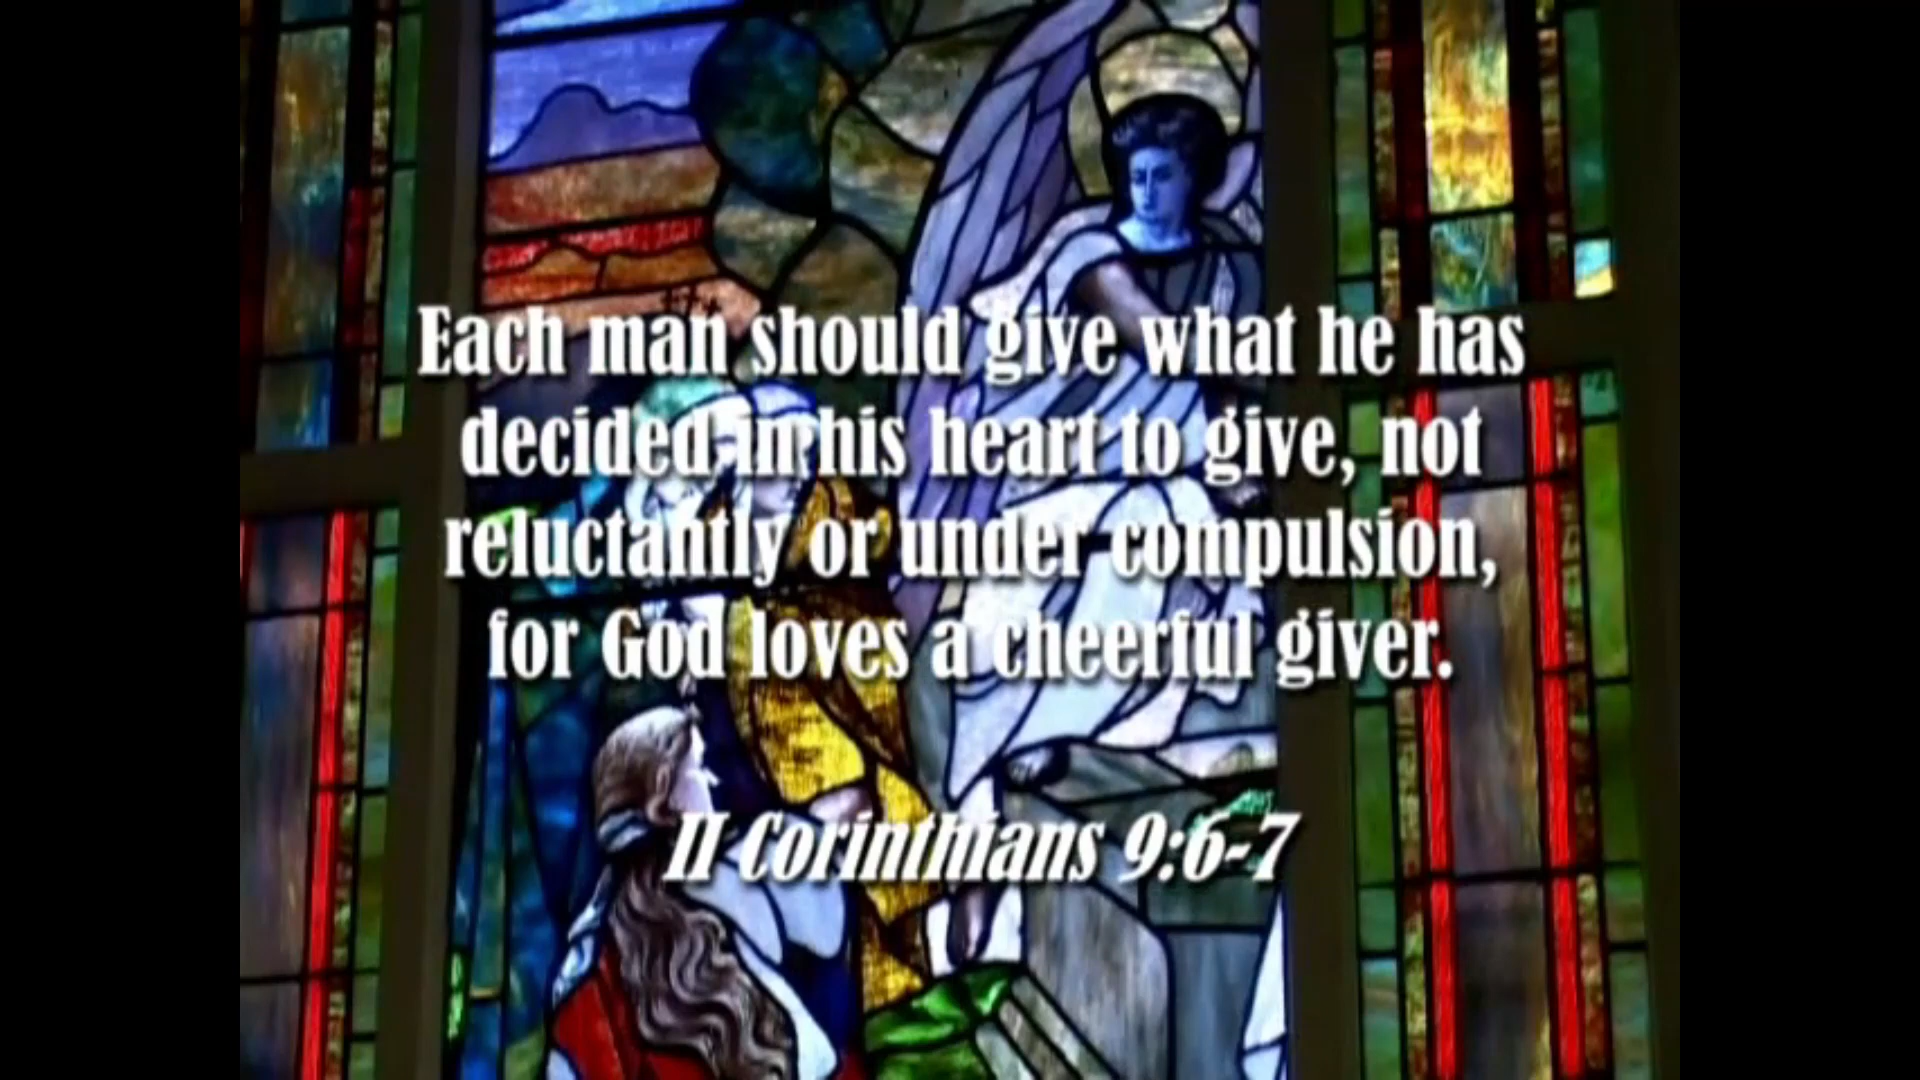 Each man should give what he has
decided in his heart to give, not
reluctantly or under compulsion,
for God loves a cheerful giver.
II Corinthians 9:6-7